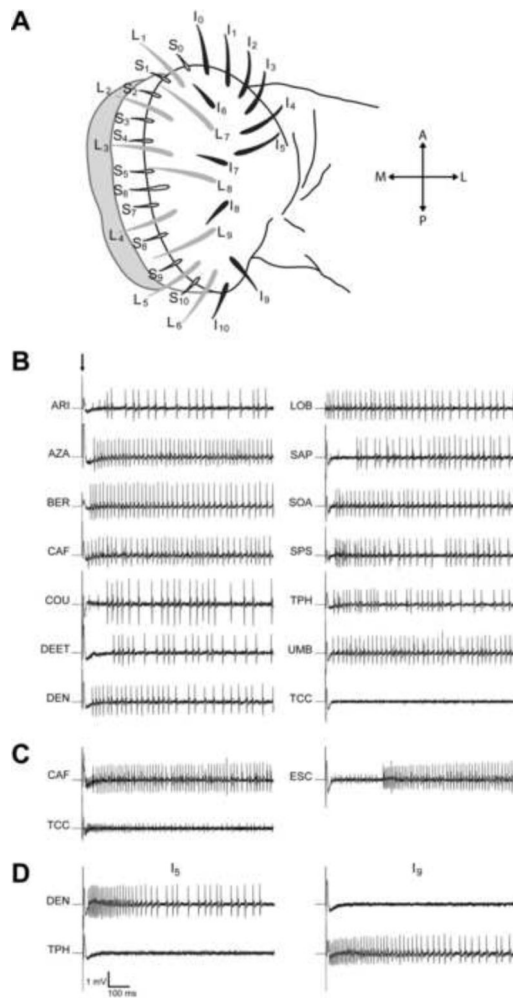 A
I₀
I₁
L₁ S₀ I₂
S₁ I₃
S₂
L₂ I₆ I₄
S₃ L₇
S₄ I₅ A
L₃ I₇ M L
S₅ L₈ P
S₆
S₇ I₈
L₄ L₉
S₈
S₉ I₉
L₅ S₁₀
L₆ I₁₀
B
ARI LOB
AZA SAP
BER SOA
CAF SPS
COU TPH
DEET UMB
DEN TCC
C
CAF ESC
TCC
D I₅ I₉
DEN
TPH
1 mV
100 ms